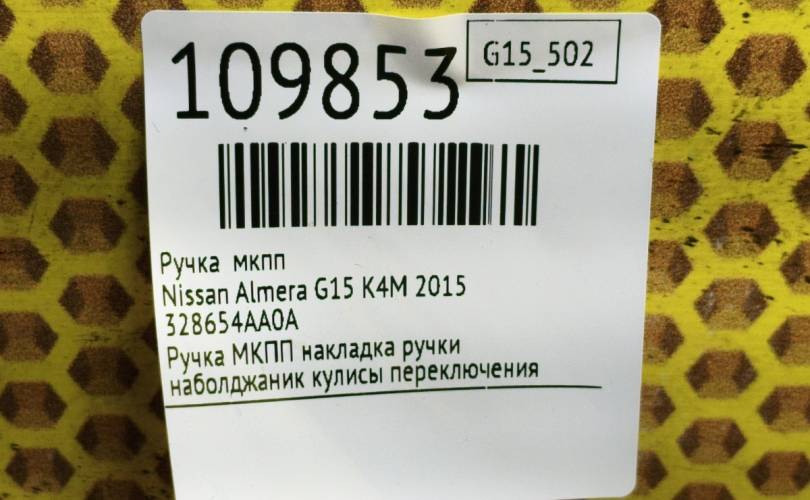 109853
G15_502
Ручка мкпп
Nissan Almera G15 K4M 2015
328654AA0A
Ручка МКПП накладка ручки
наболджаник кулисы переключения